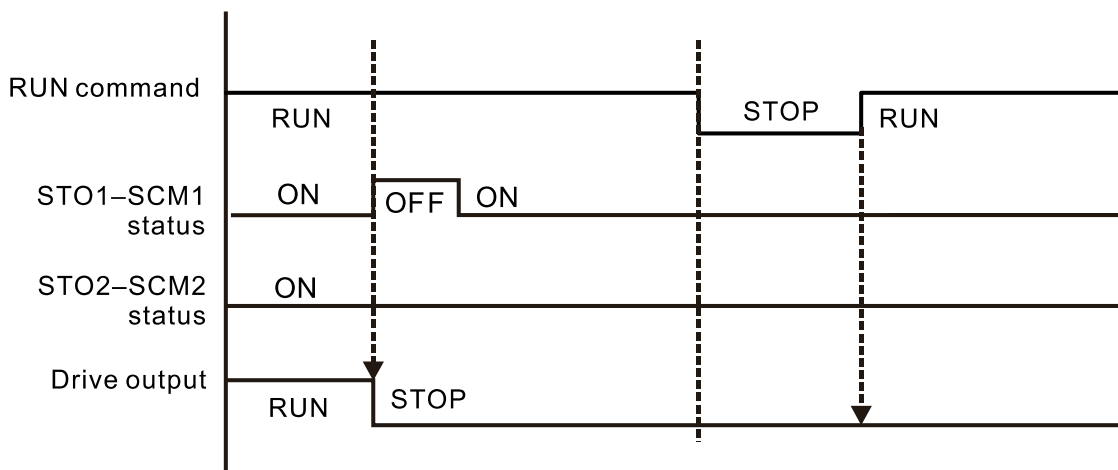 RUN command
RUN
STOP
RUN
STO1–SCM1
status
ON
OFF
ON
STO2–SCM2
status
ON
Drive output
RUN
STOP